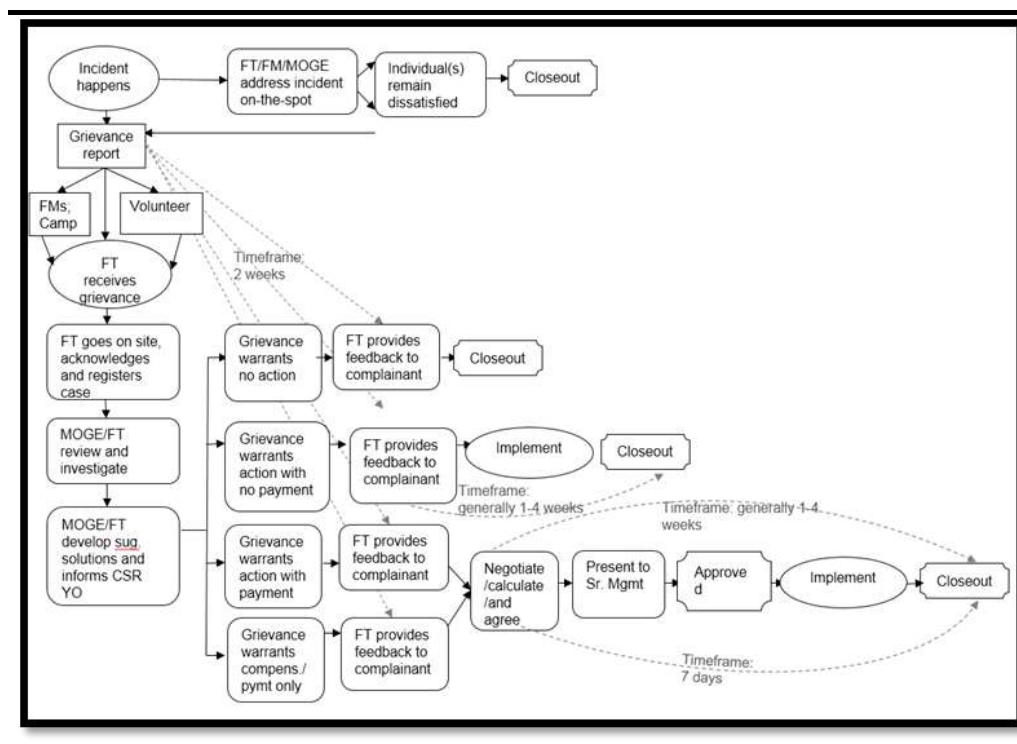 Incident
happens
FT/FM/MOGE
address incident
on-the-spot
Individual(s)
remain
dissatisfied
Closeout
Grievance
report
FMs;
Camp
Volunteer
FT
receives
grievance
Timeframe:
2 weeks
FT goes on site,
acknowledges
and registers
case
Grievance
warrants
no action
FT provides
feedback to
complainant
Closeout
MOGE/FT
review and
investigate
Grievance
warrants
action with
no payment
FT provides
feedback to
complainant
Implement
Closeout
Timeframe:
generally 1-4 weeks
Timeframe: generally 1-4
weeks
MOGE/FT
develop sug.
solutions and
informs CSR
YO
Grievance
warrants
action with
payment
FT provides
feedback to
complainant
Negotiate
/calculate
/and
agree
Present to
Sr. Mgmt
Approve
d
Implement
Closeout
Grievance
warrants
compens./
pymt only
FT provides
feedback to
complainant
Timeframe:
7 days